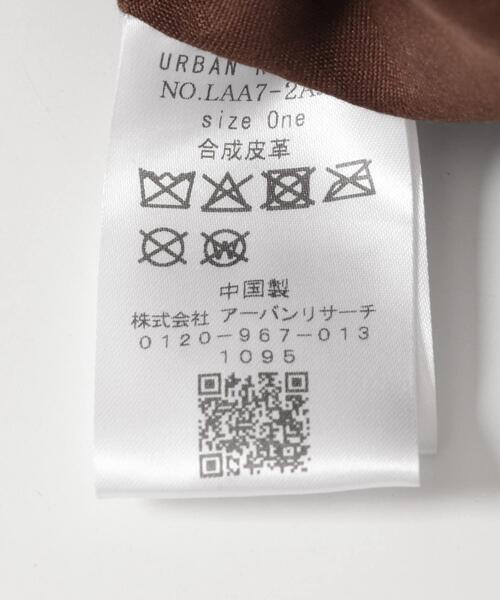 URBAN
NO.LAA7-2A
size One
合成皮革
中国製
株式会社 アーバンリサーチ
0120-967-013
1095